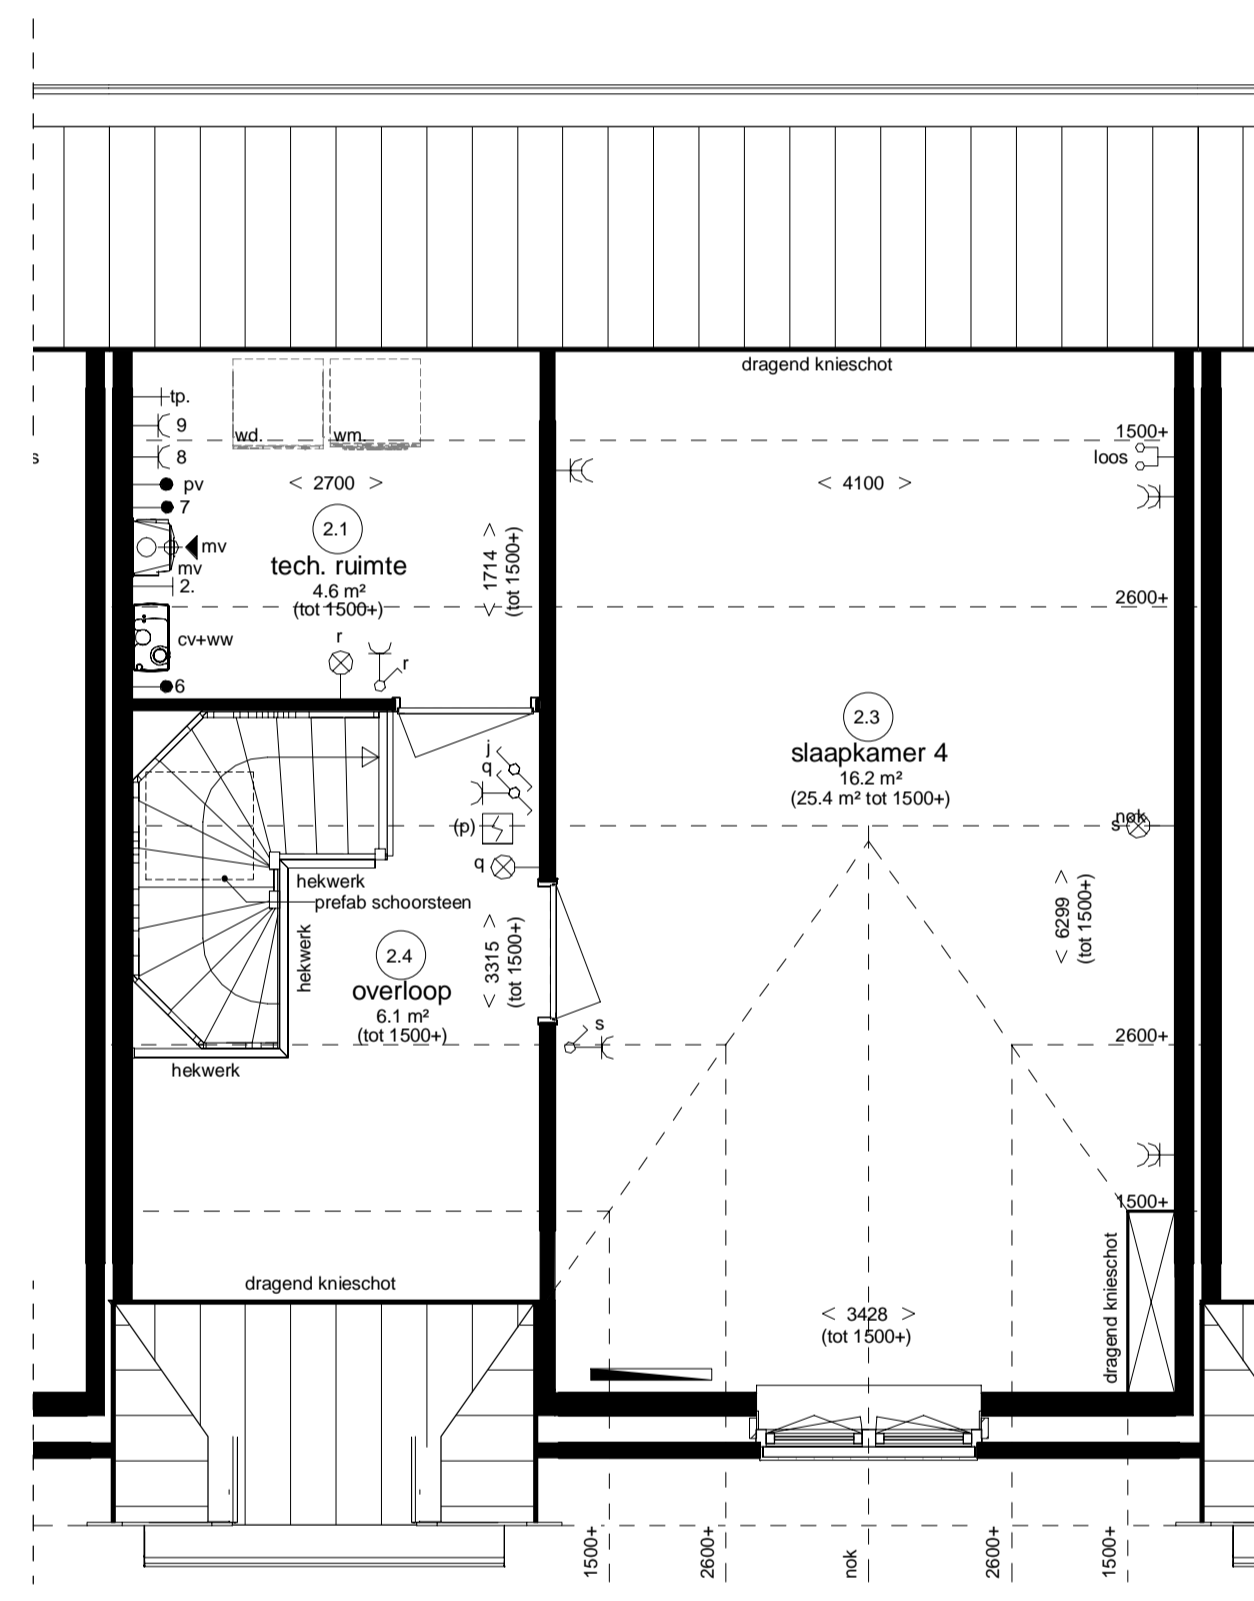 dragend knieschot
tp.
9
8
pv
7
mv
mv
2.
cv+ww
6
s
wd.
wm.
< 2700 >
2.1
tech. ruimte
4.6 m²
(tot 1500+)
< 1714 >
(tot 1500+)
r
r
1500+
loos
< 4100 >
2600+
2.3
slaapkamer 4
16.2 m²
(25.4 m² tot 1500+)
j
q
(p)
q
nok
s
hekwerk
prefab schoorsteen
hekwerk
2.4
overloop
6.1 m²
(tot 1500+)
< 3315 >
(tot 1500+)
< 6299 >
(tot 1500+)
s
2600+
hekwerk
1500+
dragend knieschot
dragend knieschot
< 3428 >
(tot 1500+)
1500+
2600+
nok
2600+
1500+